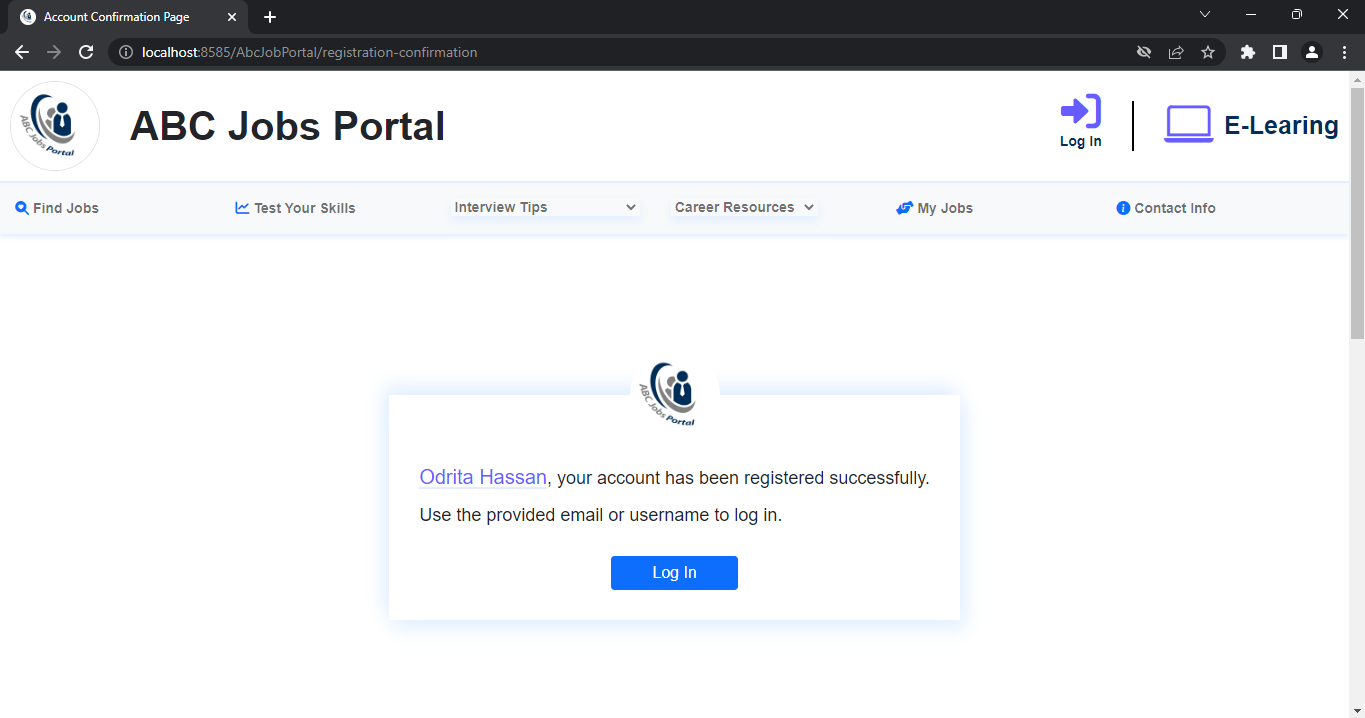 Account Confirmation Page
localhost:8585/AbcJobPortal/registration-confirmation
ABC Jobs Portal
ABC Jobs Portal
Log In
E-Learing
Find Jobs
Test Your Skills
Interview Tips
Career Resources
My Jobs
Contact Info
ABC Jobs Portal
Odrita Hassan, your account has been registered successfully.
Use the provided email or username to log in.
Log In